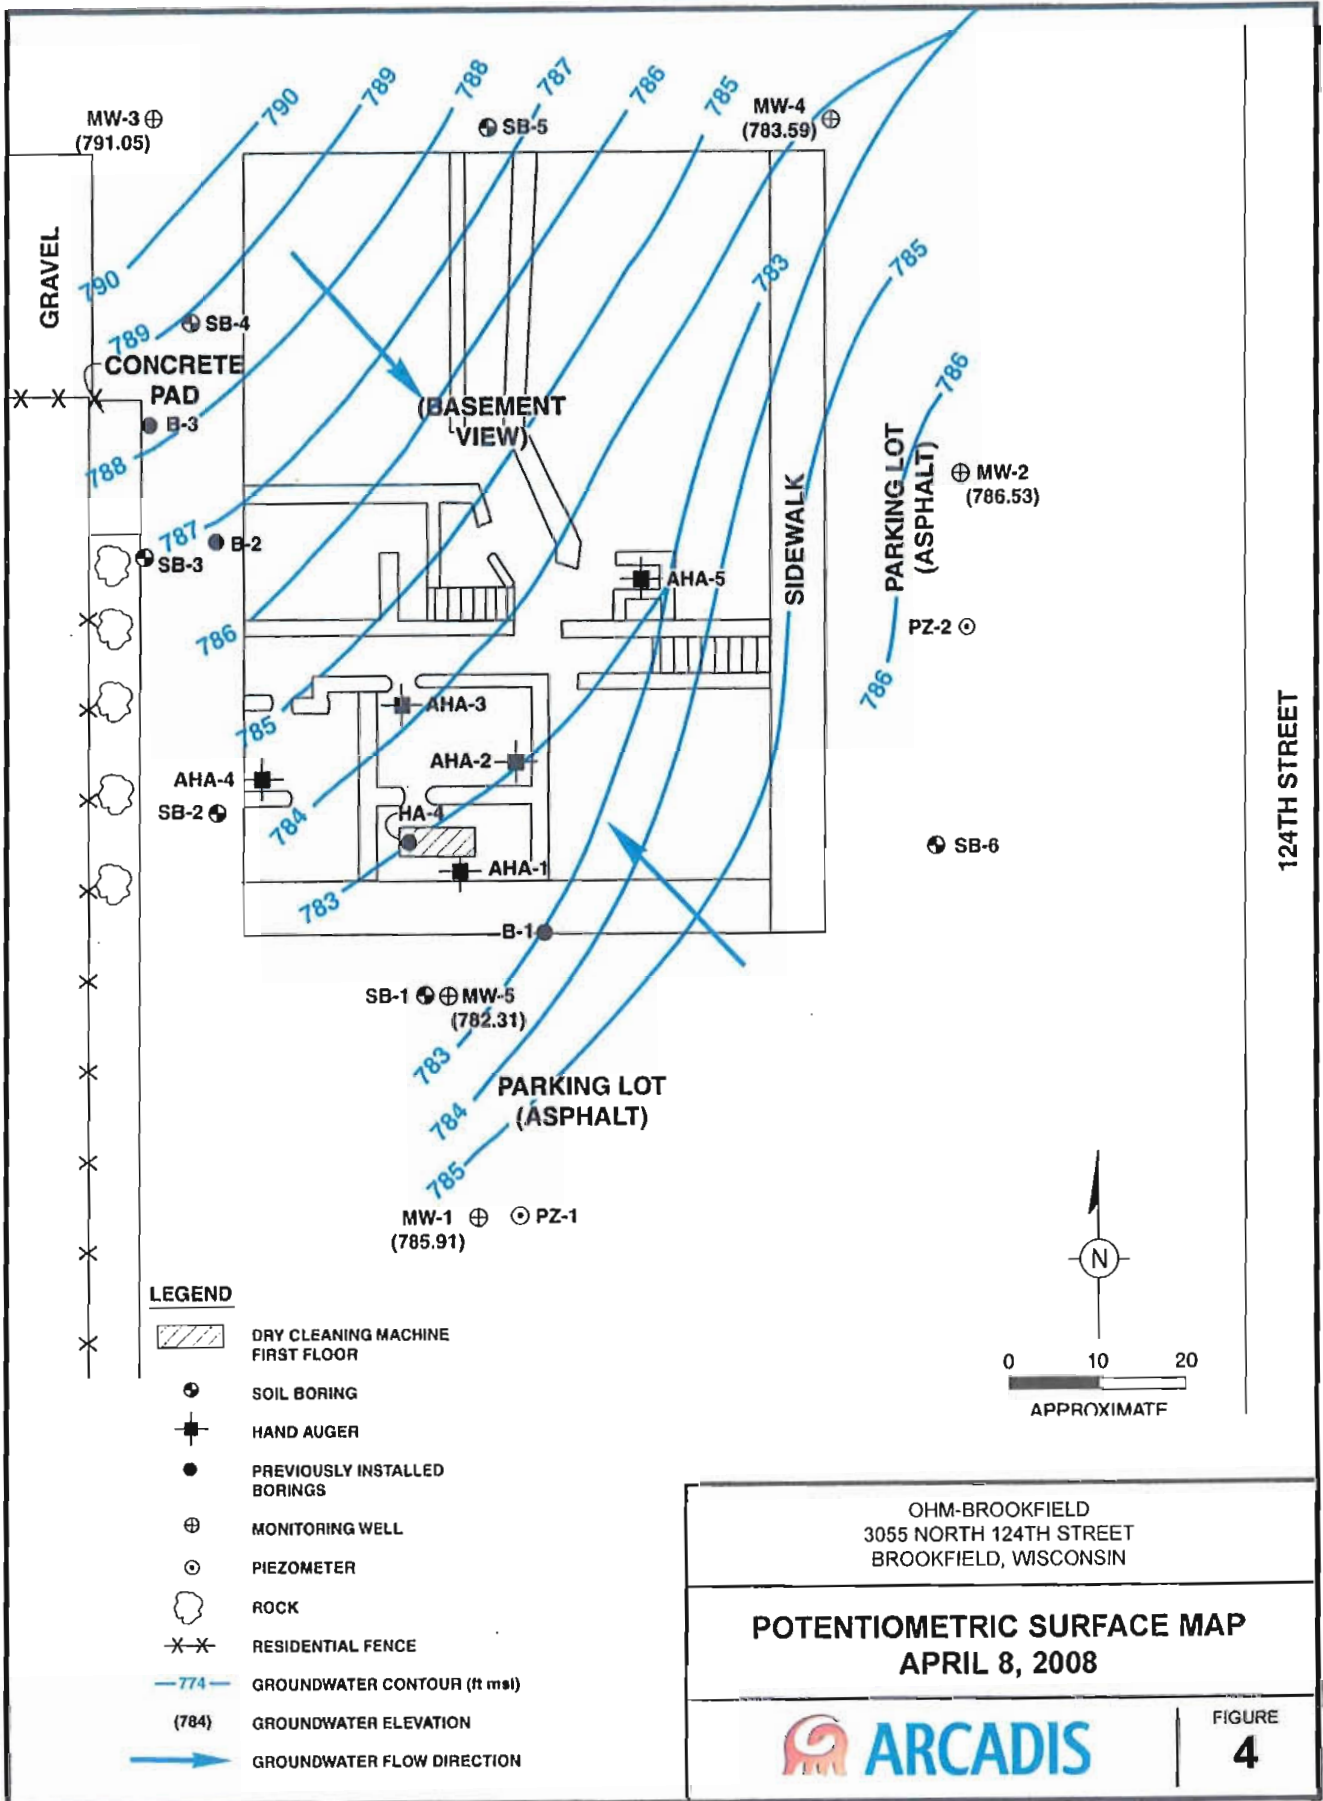 790
789
788
787
786
785
MW-3
(791.05)
SB-5
MW-4
(783.59)
GRAVEL
790
789
SB-4
CONCRETE
PAD
B-3
788
783
785
786
(BASEMENT
VIEW)
SIDEWALK
PARKING LOT
(ASPHALT)
MW-2
(786.53)
787
B-2
SB-3
AHA-5
786
PZ-2
786
785
AHA-3
AHA-2
AHA-4
SB-2
784
HA-4
AHA-1
SB-6
124TH STREET
783
B-1
SB-1
MW-5
(782.31)
783
784
785
PARKING LOT
(ASPHALT)
MW-1
(785.91)
PZ-1
N
0 10 20
APPROXIMATE
LEGEND
DRY CLEANING MACHINE
FIRST FLOOR
SOIL BORING
HAND AUGER
PREVIOUSLY INSTALLED
BORINGS
MONITORING WELL
PIEZOMETER
ROCK
X-X RESIDENTIAL FENCE
774 GROUNDWATER CONTOUR (ft msl)
(784) GROUNDWATER ELEVATION
GROUNDWATER FLOW DIRECTION
OHM-BROOKFIELD
3055 NORTH 124TH STREET
BROOKFIELD, WISCONSIN
POTENTIOMETRIC SURFACE MAP
APRIL 8, 2008
ARCADIS
FIGURE
4